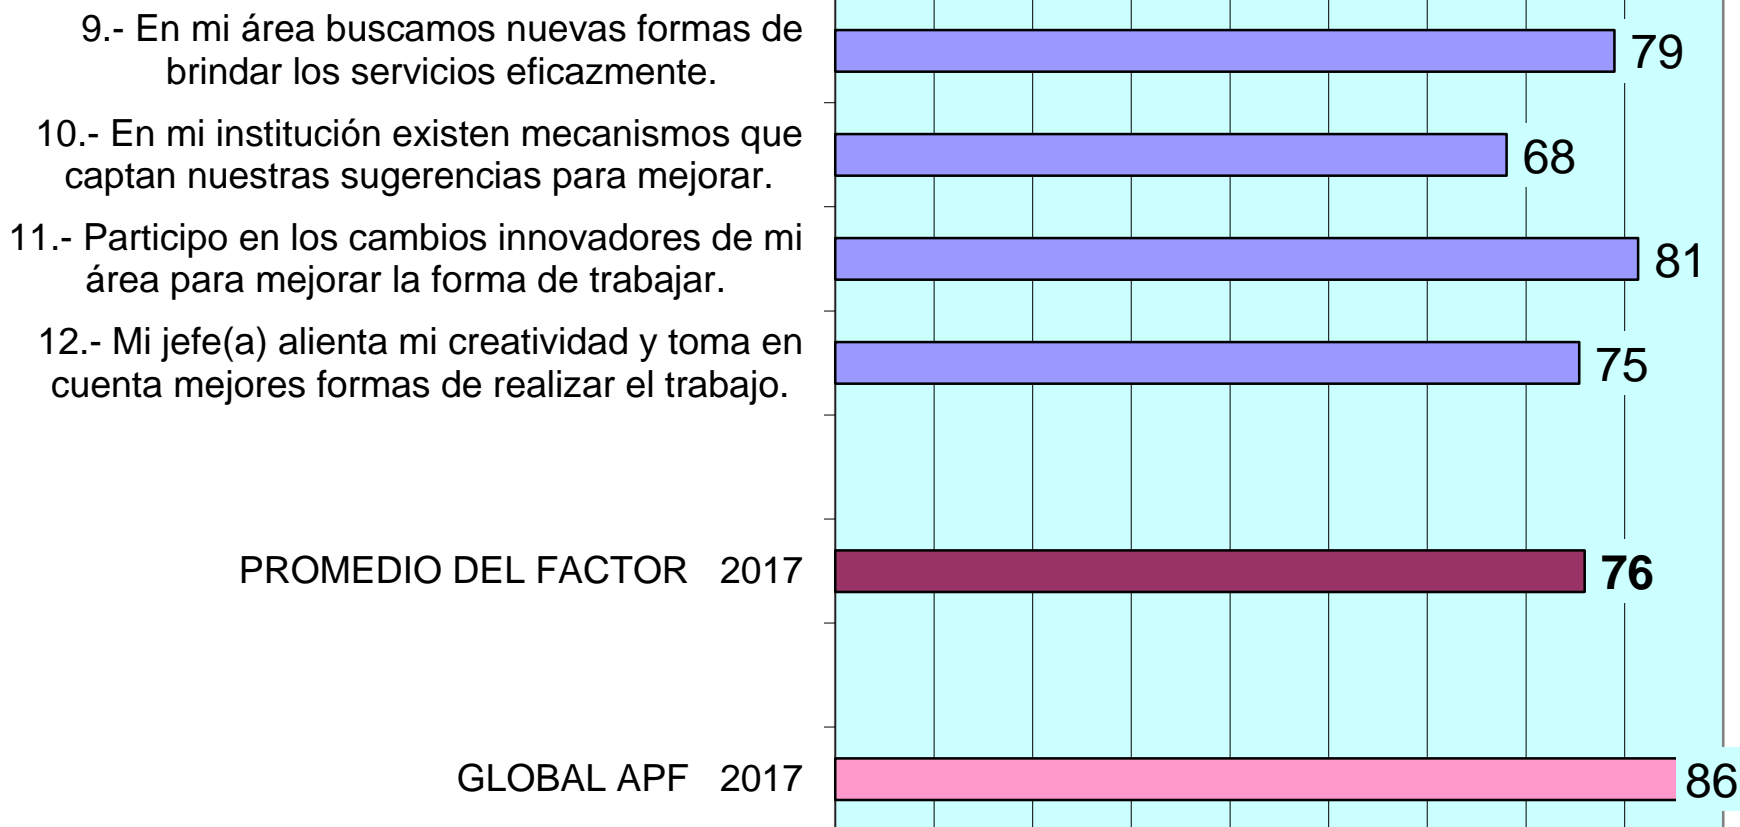 9.- En mi área buscamos nuevas formas de
brindar los servicios eficazmente.
79
10.- En mi institución existen mecanismos que
captan nuestras sugerencias para mejorar.
68
11.- Participo en los cambios innovadores de mi
área para mejorar la forma de trabajar.
81
12.- Mi jefe(a) alienta mi creatividad y toma en
cuenta mejores formas de realizar el trabajo.
75
PROMEDIO DEL FACTOR 2017
76
GLOBAL APF 2017
86